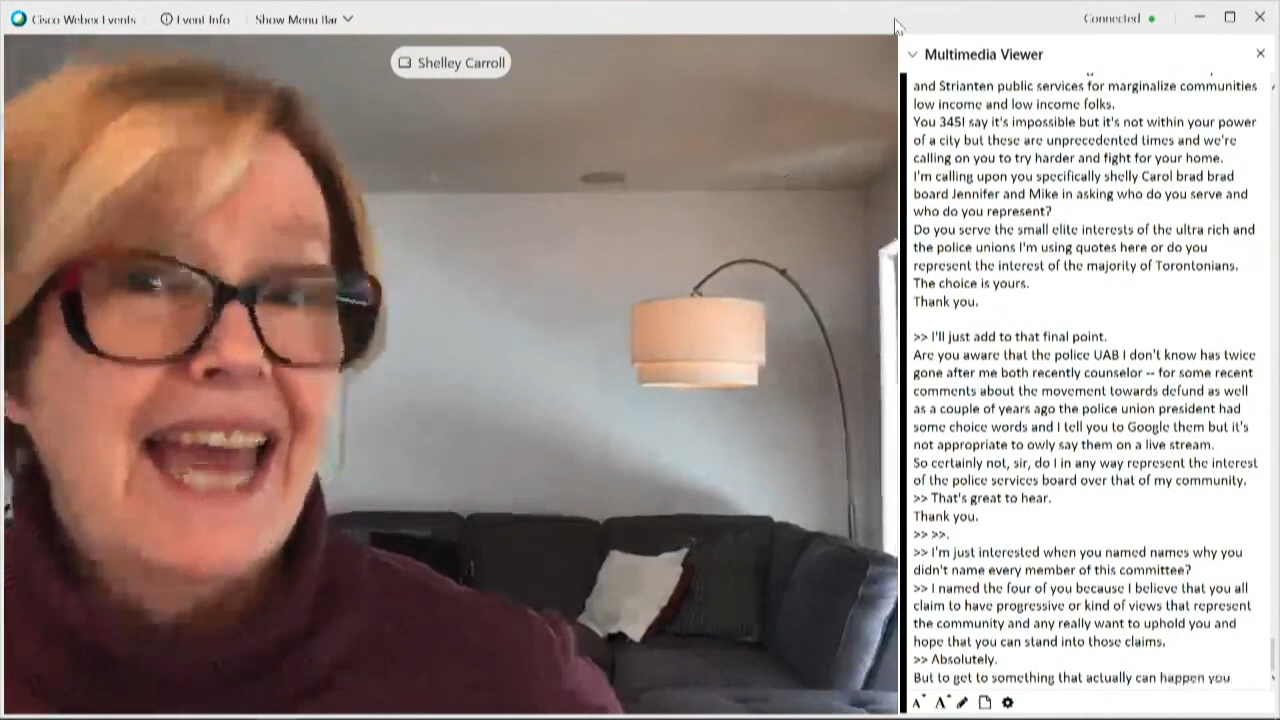 Cisco Webex Events
Event Info
Show Menu Bar
Connected
Shelley Carroll
Multimedia Viewer
and Strianten public services for marginalize communities
low income and low income folks.
You 345I say it's impossible but it's not within your power
of a city but these are unprecedented times and we're
calling on you to try harder and fight for your home.
I'm calling upon you specifically shelly Carol brad brad
board Jennifer and Mike in asking who do you serve and
who do you represent?
Do you serve the small elite interests of the ultra rich and
the police unions I'm using quotes here or do you
represent the interest of the majority of Torontonians.
The choice is yours.
Thank you.
>> I'll just add to that final point.
Are you aware that the police UAB I don't know has twice
gone after me both recently counselor -- for some recent
comments about the movement towards defund as well
as a couple of years ago the police union president had
some choice words and I tell you to Google them but it's
not appropriate to owly say them on a live stream.
So certainly not, sir, do I in any way represent the interest
of the police services board over that of my community.
>> That's great to hear.
Thank you.
>> >>.
>> I'm just interested when you named names why you
didn't name every member of this committee?
>> I named the four of you because I believe that you all
claim to have progressive or kind of views that represent
the community and any really want to uphold you and
hope that you can stand into those claims.
>> Absolutely.
But to get to something that actually can happen you